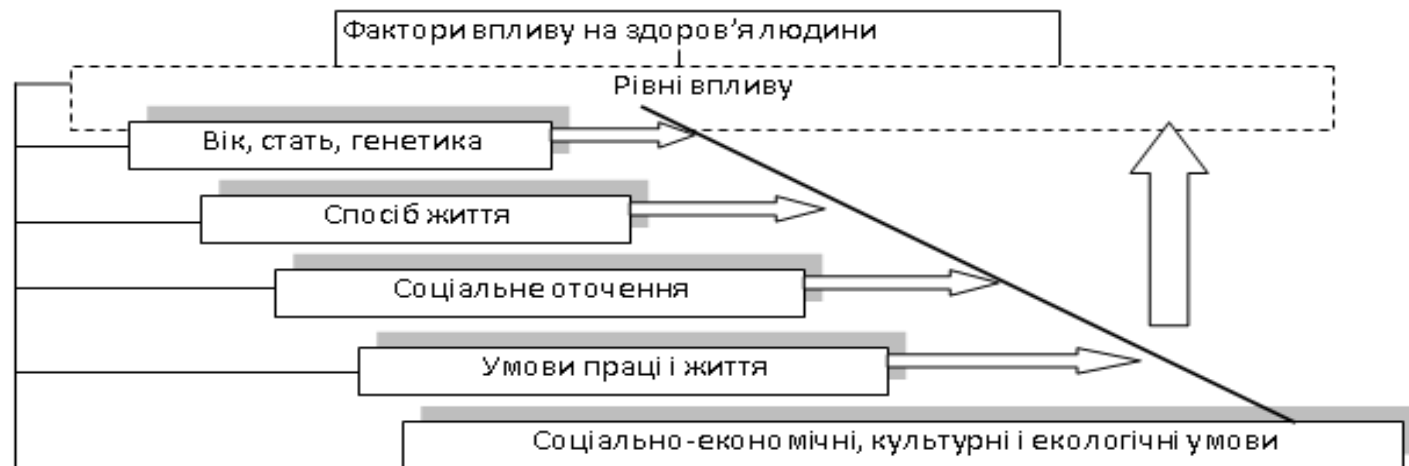 Фактори впливу на здоров’я людини
Рівні впливу
Вік, стать, генетика
Спосіб життя
Соціальне оточення
Умови праці і життя
Соціально-економічні, культурні і екологічні умови